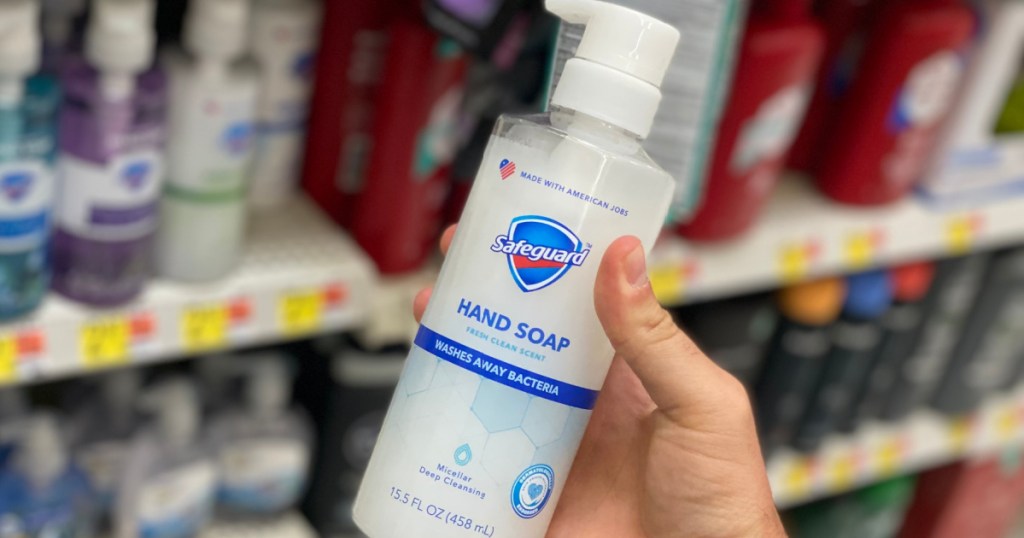 MADE WITH AMERICAN JOBS
Safeguard
HAND SOAP
FRESH CLEAN SCENT
WASHES AWAY BACTERIA
Micellar
Deep Cleansing
15.5 FL OZ (458 mL)